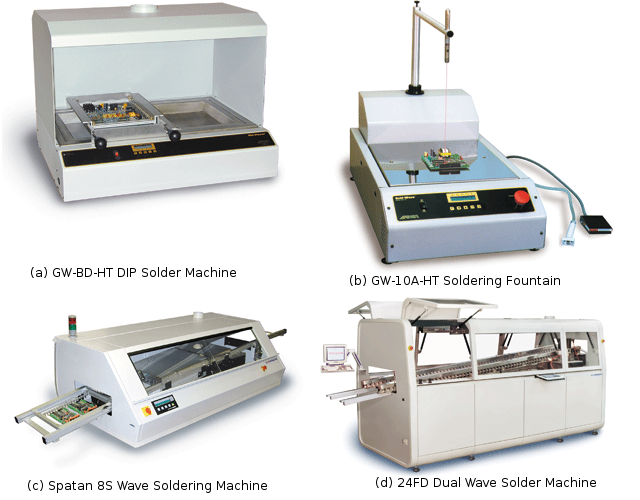 (a) GW-BD-HT DIP Solder Machine
(b) GW-10A-HT Soldering Fountain
(c) Spatan 8S Wave Soldering Machine
(d) 24FD Dual Wave Solder Machine